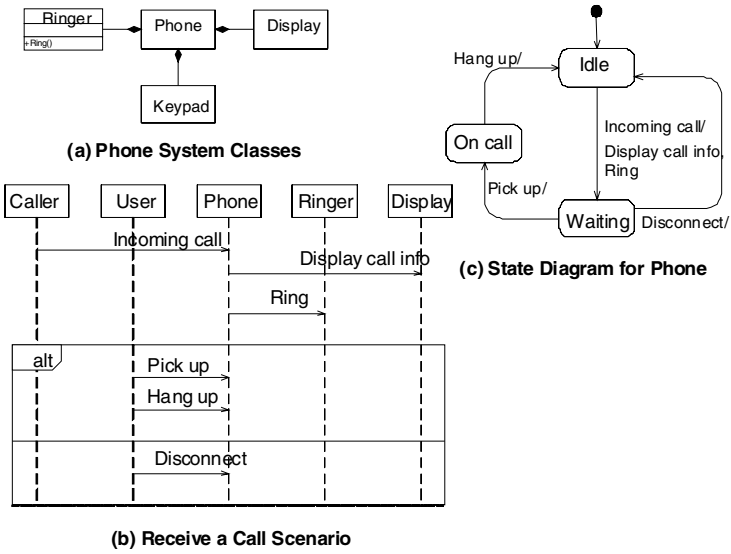 Ringer
+Ring()
Phone
Display
Keypad
(a) Phone System Classes
Caller
User
Phone
Ringer
Display
Incoming call
Display call info
Ring
alt
Pick up
Hang up
Disconnect
(b) Receive a Call Scenario
Idle
Hang up/
On call
Incoming call/
Display call info,
Ring
Pick up/
Waiting
Disconnect/
(c) State Diagram for Phone